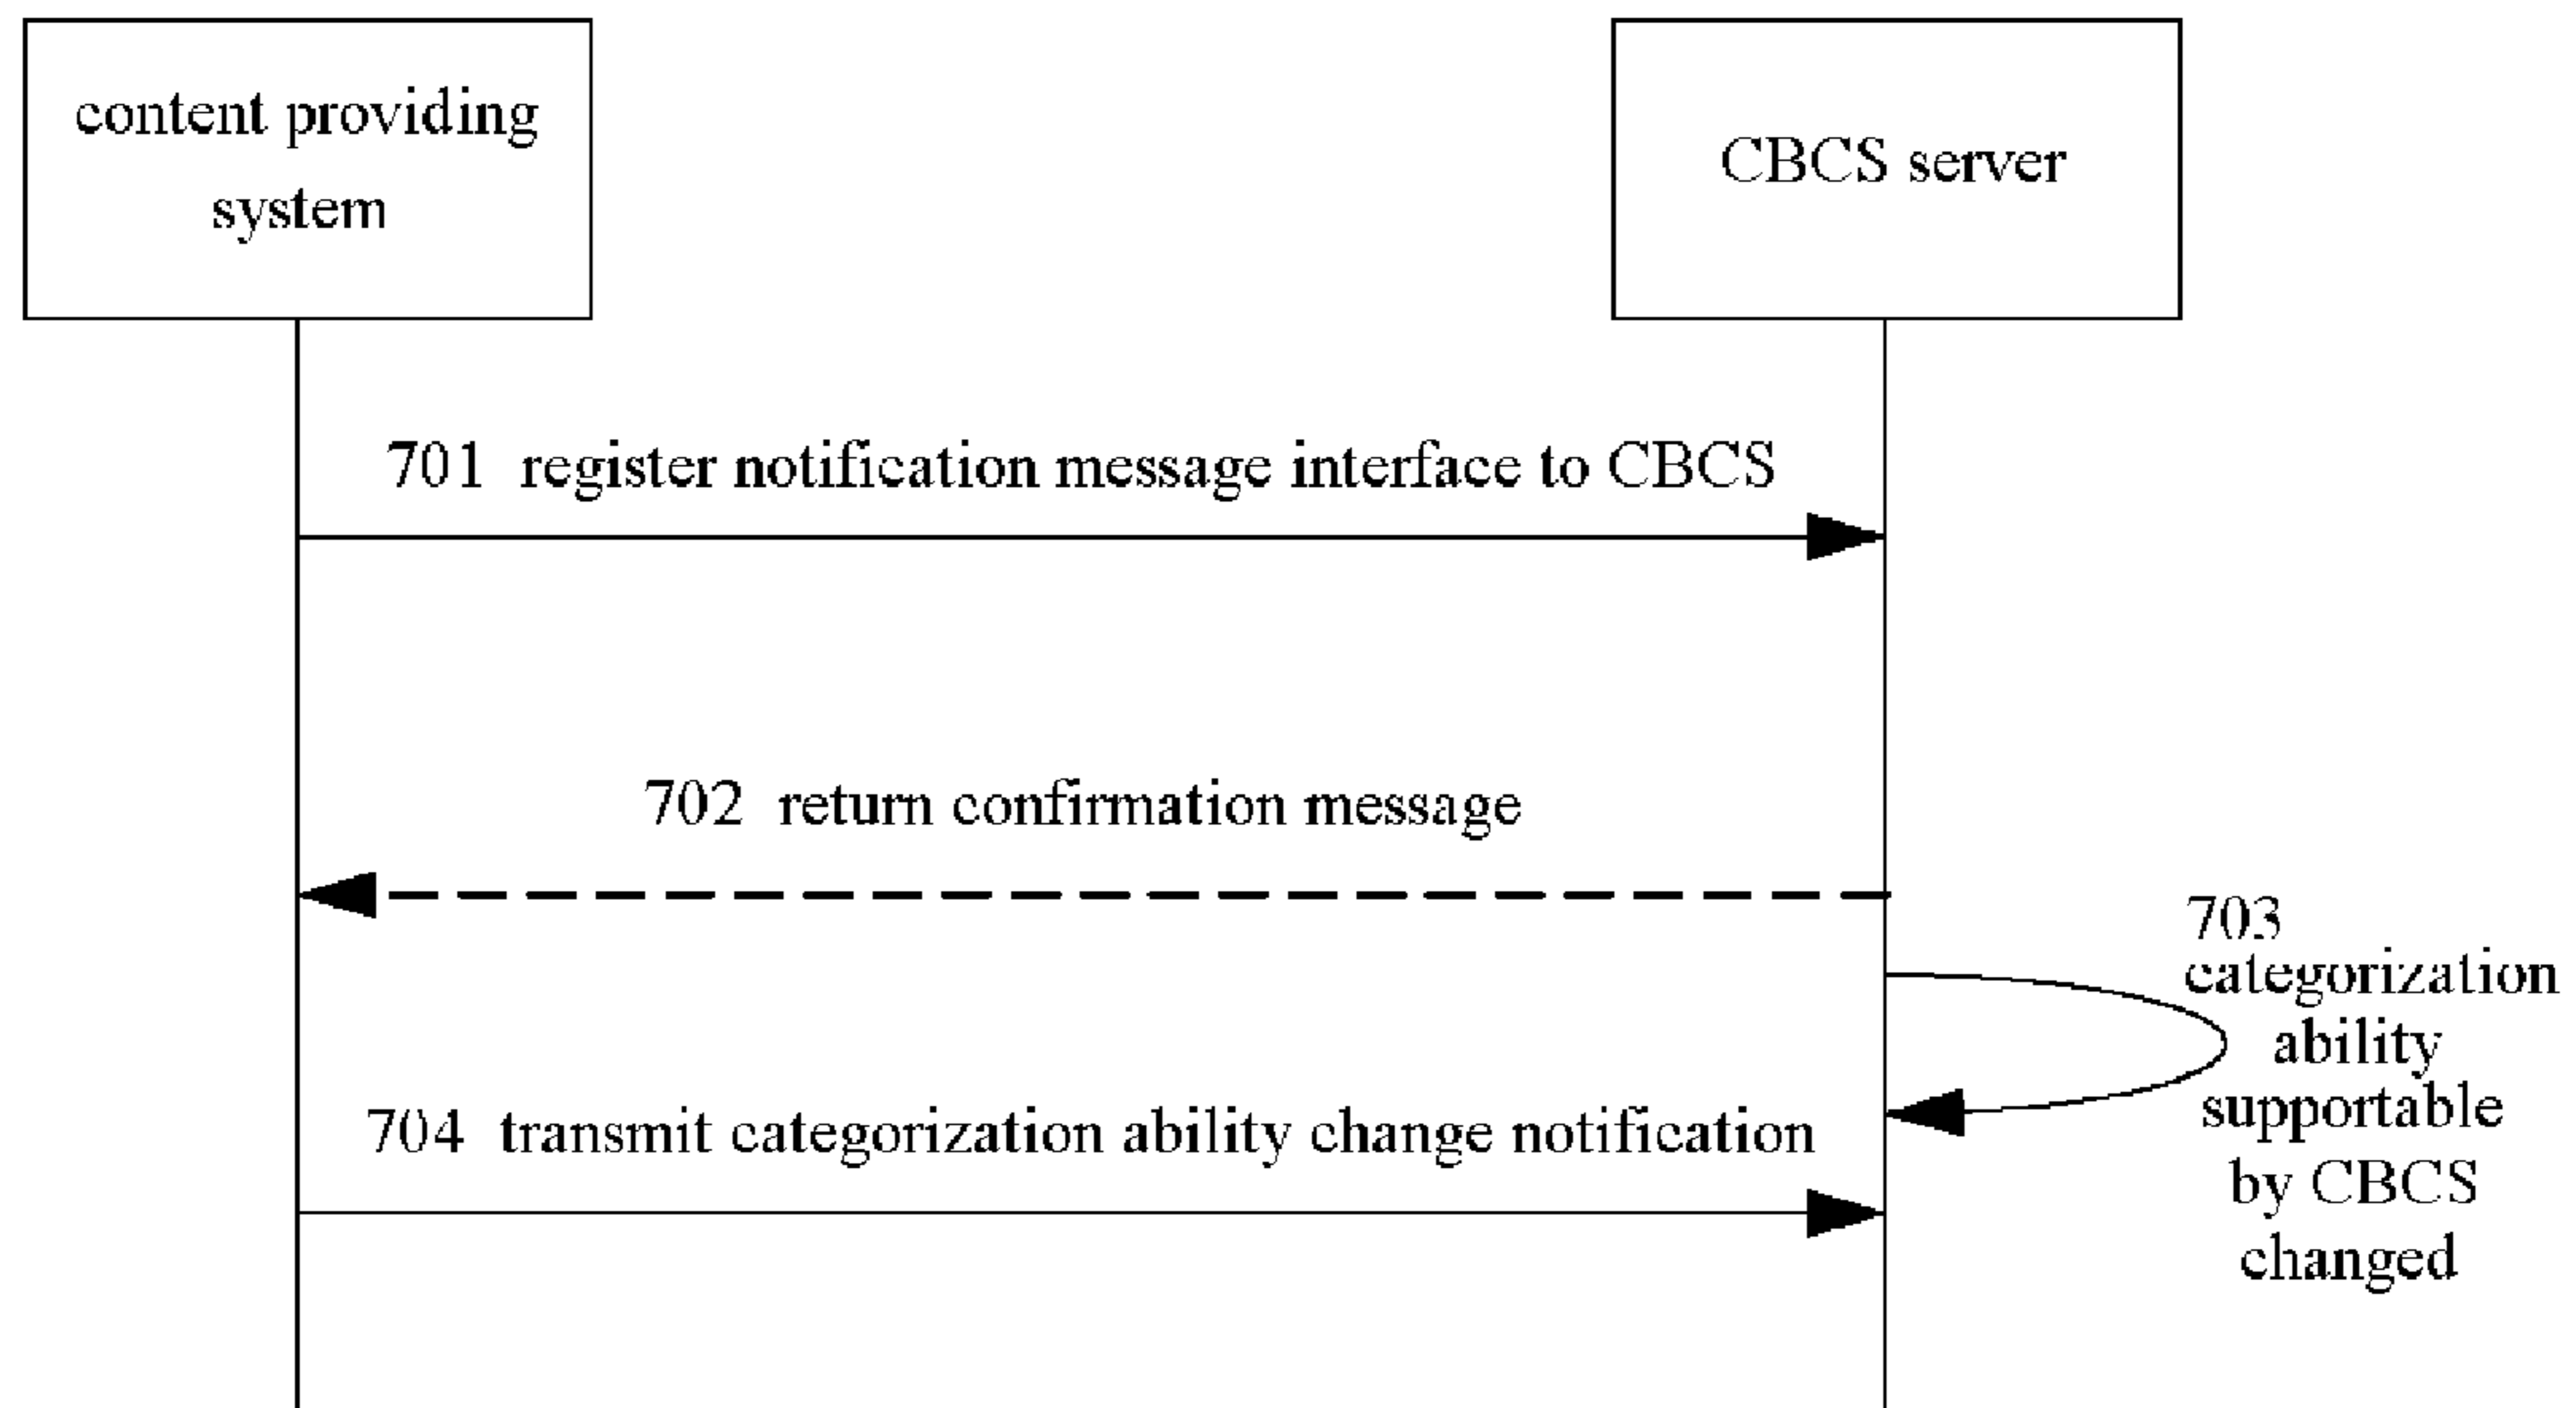 content providing
system
CBCS server
701 register notification message interface to CBCS
702 return confirmation message
703
categorization
ability
supportable
by CBCS
changed
704 transmit categorization ability change notification